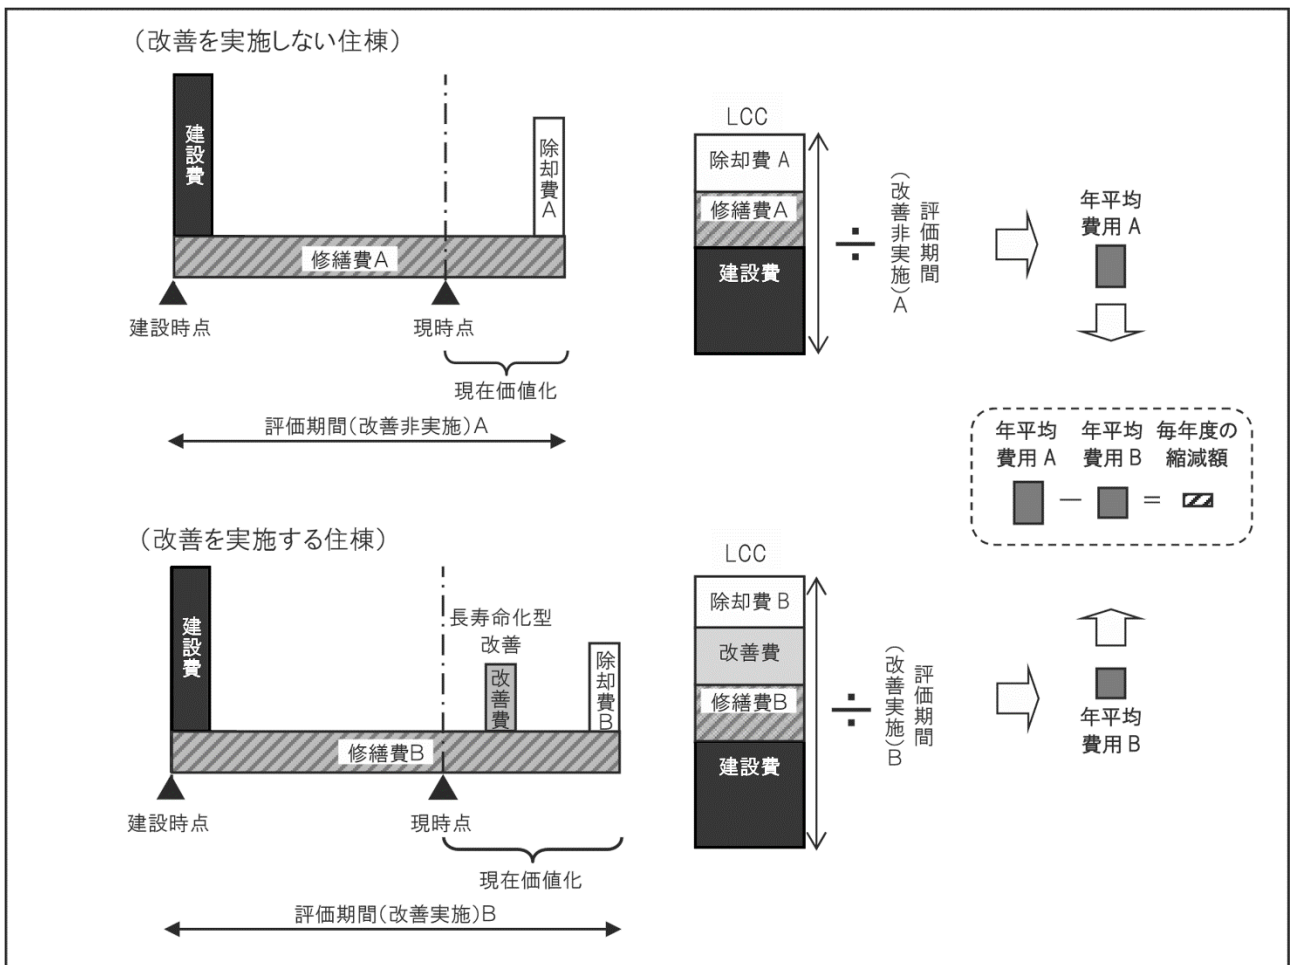 (改善を実施しない住棟)
建設費
除却費A
修繕費A
建設時点
現時点
現在価値化
評価期間(改善非実施)A
LCC
除却費 A
修繕費A
建設費
÷
評価期間
(改善非実施)A
年平均
費用 A
年平均
費用 A
年平均
費用 B
毎年度の
縮減額
− =
(改善を実施する住棟)
建設費
長寿命化型
改善
改善費
除却費B
修繕費B
建設時点
現時点
現在価値化
評価期間(改善実施)B
LCC
除却費 B
改善費
修繕費B
建設費
÷
評価期間
(改善実施)B
年平均
費用 B